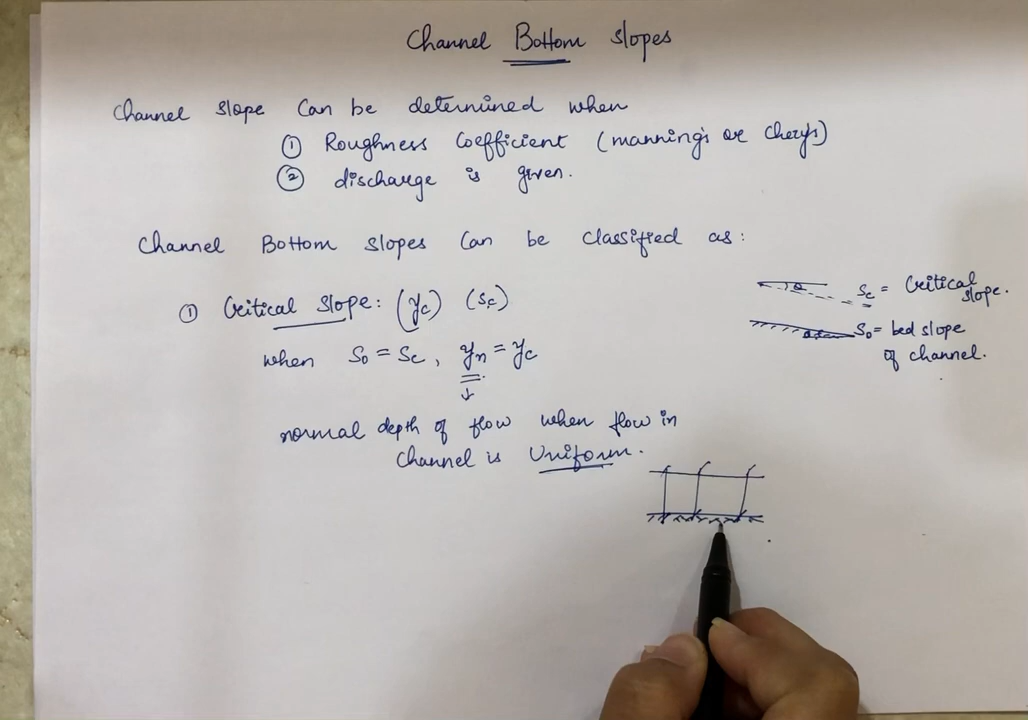 Channel Bottom slopes
Channel slope can be determined when
① Roughness coefficient (manning's or Chezy's)
② discharge is given.
Channel Bottom slopes can be classified as:
① Critical slope: (yc) (Sc)
when So = Sc, yn = yc
normal depth of flow when flow in
channel is Uniform.
θ
Sc = Critical
slope.
So = bed slope
of channel.